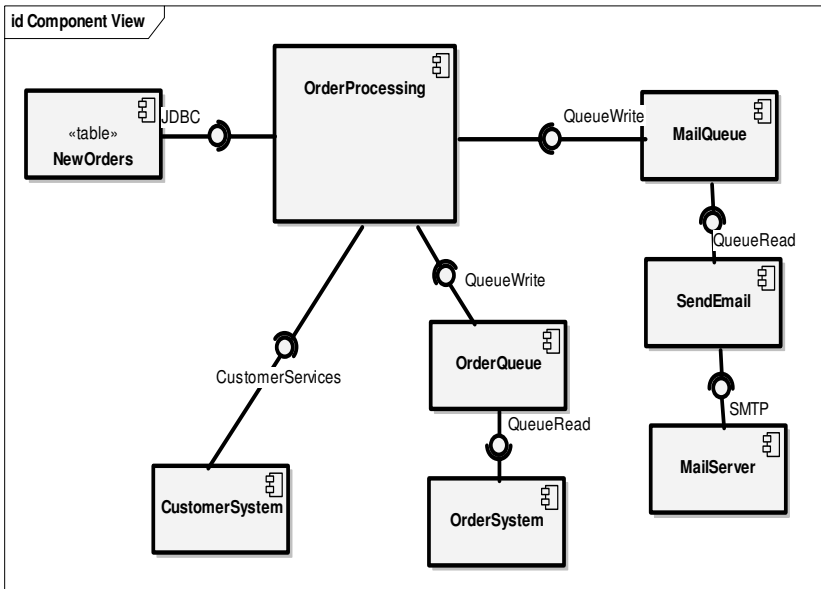 id Component View
OrderProcessing
JDBC
«table»
NewOrders
QueueWrite
MailQueue
QueueRead
QueueWrite
SendEmail
OrderQueue
CustomerServices
SMTP
QueueRead
MailServer
CustomerSystem
OrderSystem